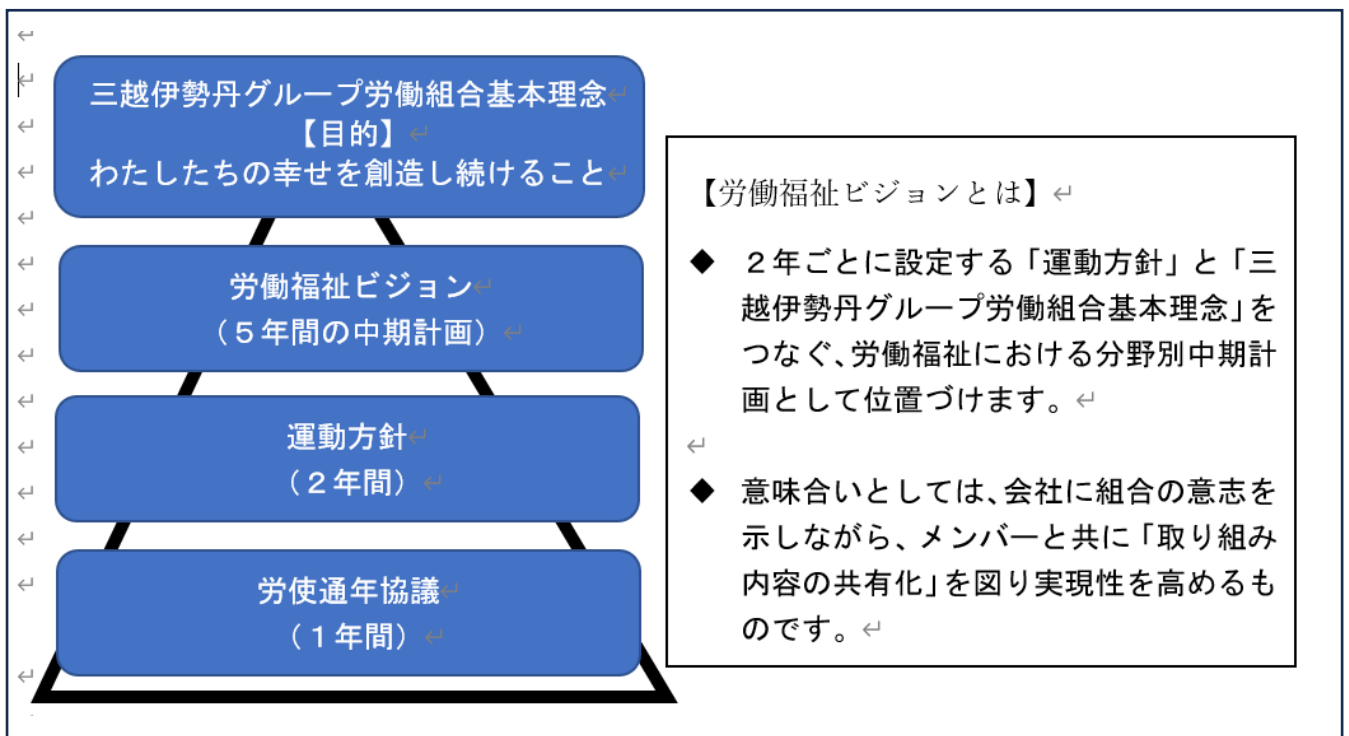 三越伊勢丹グループ労働組合基本理念
【目的】
わたしたちの幸せを創造し続けること
労働福祉ビジョン
（５年間の中期計画）
運動方針
（２年間）
労使通年協議
（１年間）
【労働福祉ビジョンとは】
◆ ２年ごとに設定する「運動方針」と「三
越伊勢丹グループ労働組合基本理念」を
つなぐ、労働福祉における分野別中期計
画として位置づけます。
◆ 意味合いとしては、会社に組合の意志を
示しながら、メンバーと共に「取り組み
内容の共有化」を図り実現性を高めるも
のです。